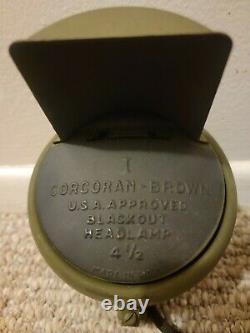 I
CORCORAN-BROWN
U.S.A. APPROVED
BLACKOUT
HEADLAMP
4 1/2